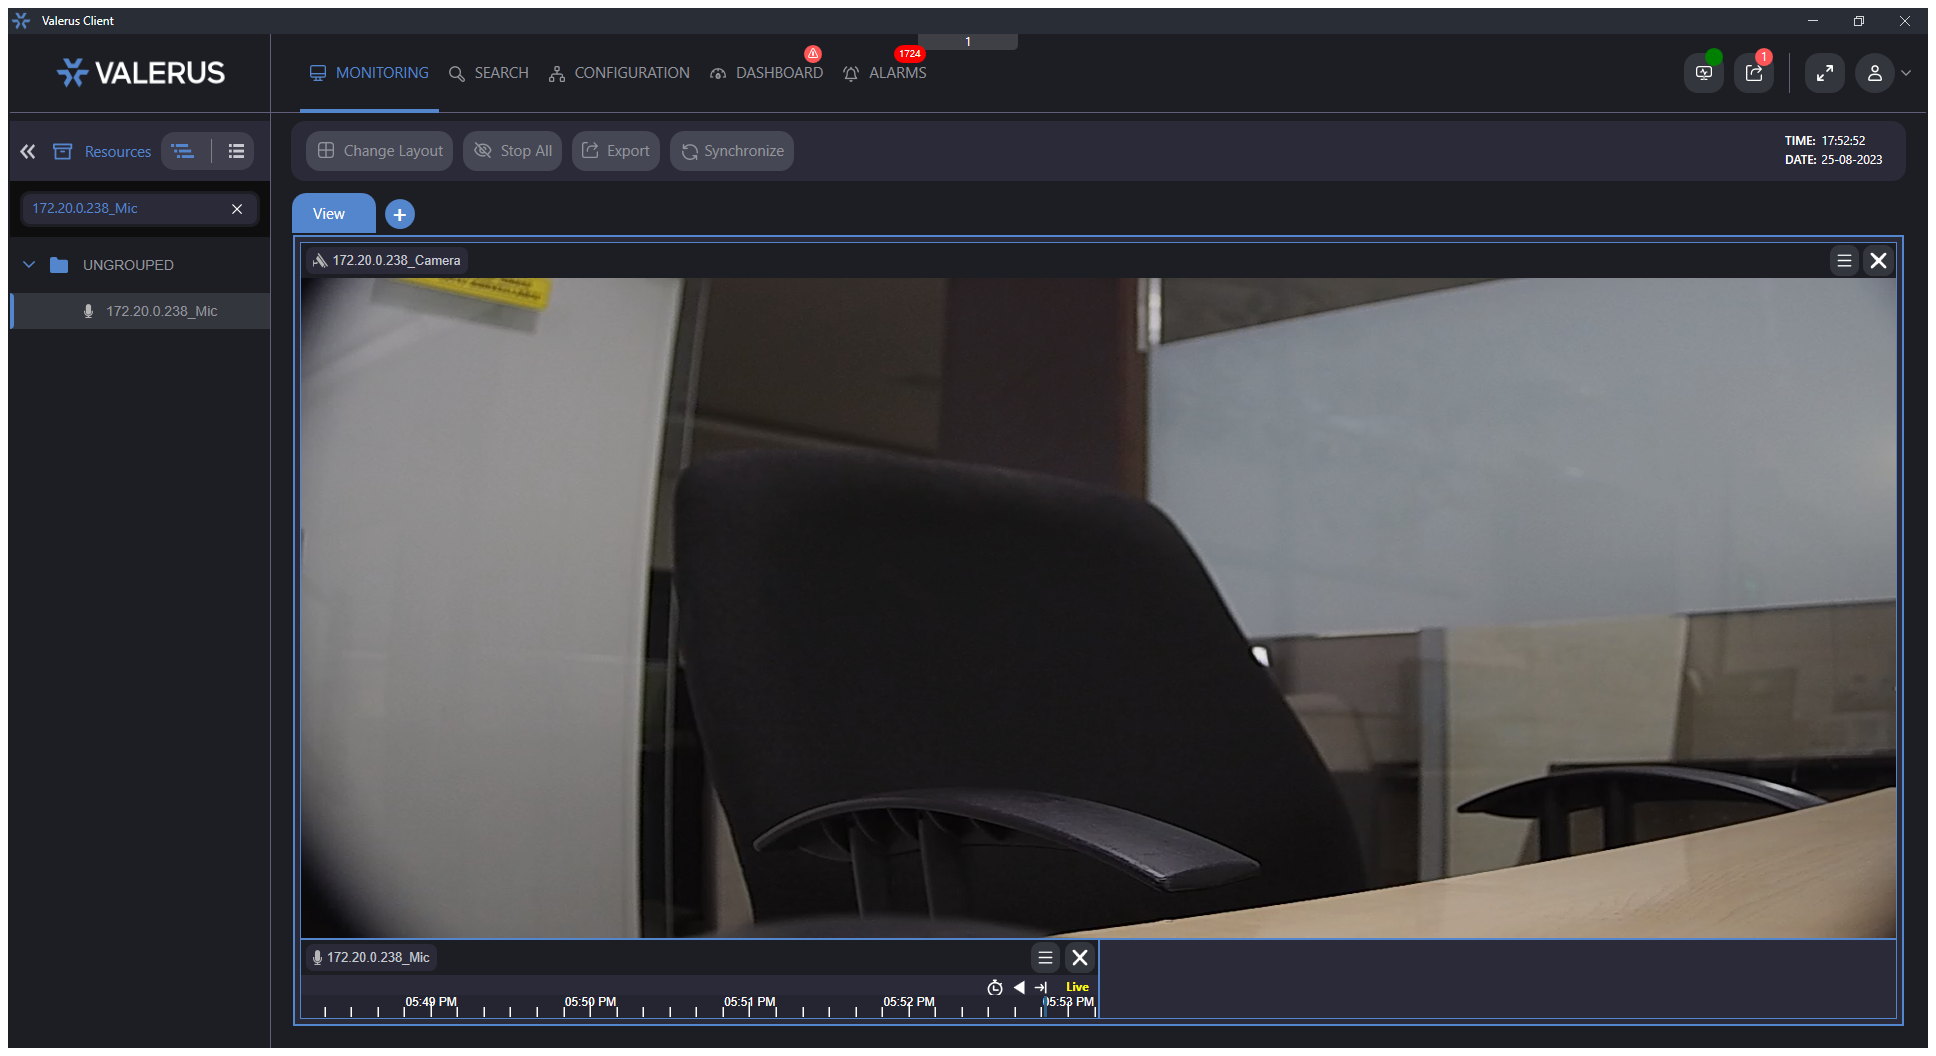 Valerus Client
1
VALERUS
MONITORING
SEARCH
CONFIGURATION
DASHBOARD
1724
ALARMS
1
Resources
Change Layout
Stop All
Export
Synchronize
TIME: 17:52:52
DATE: 25-08-2023
172.20.0.238_Mic
View
UNGROUPED
172.20.0.238_Camera
172.20.0.238_Mic
172.20.0.238_Mic
Live
05:49 PM 05:50 PM 05:51 PM 05:52 PM 05:53 PM